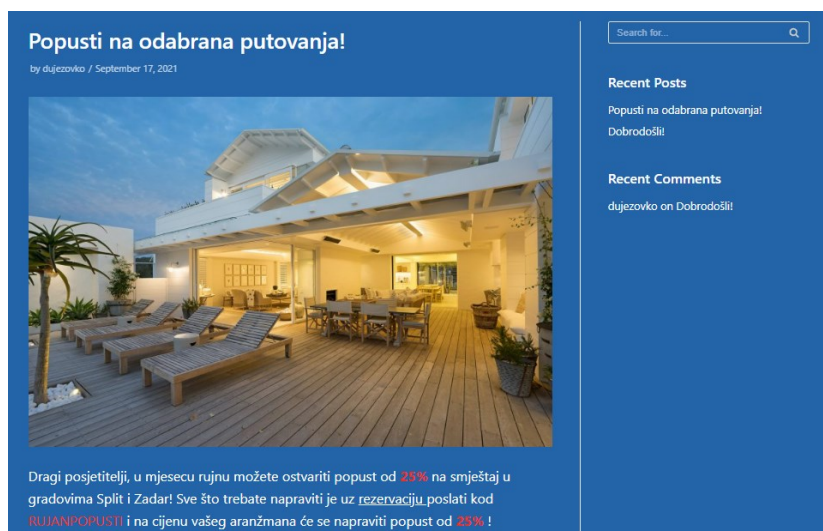 Popusti na odabrana putovanja!
by dujezovko / September 17, 2021
Dragi posjetitelji, u mjesecu rujnu možete ostvariti popust od 25% na smještaj u
gradovima Split i Zadar! Sve što trebate napraviti je uz rezervaciju poslati kod
RUJANPOPUSTI i na cijenu vašeg aranžmana će se napraviti popust od 25% !
Search for...
Recent Posts
Popusti na odabrana putovanja!
Dobrodošli!
Recent Comments
dujezovko on Dobrodošli!